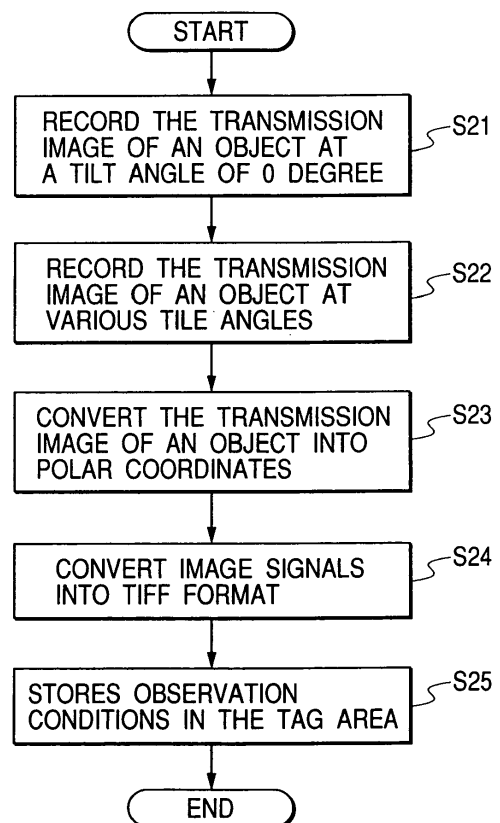 START
RECORD THE TRANSMISSION
IMAGE OF AN OBJECT AT
A TILT ANGLE OF 0 DEGREE
S21
RECORD THE TRANSMISSION
IMAGE OF AN OBJECT AT
VARIOUS TILE ANGLES
S22
CONVERT THE TRANSMISSION
IMAGE OF AN OBJECT INTO
POLAR COORDINATES
S23
CONVERT IMAGE SIGNALS
INTO TIFF FORMAT
S24
STORES OBSERVATION
CONDITIONS IN THE TAG AREA
S25
END